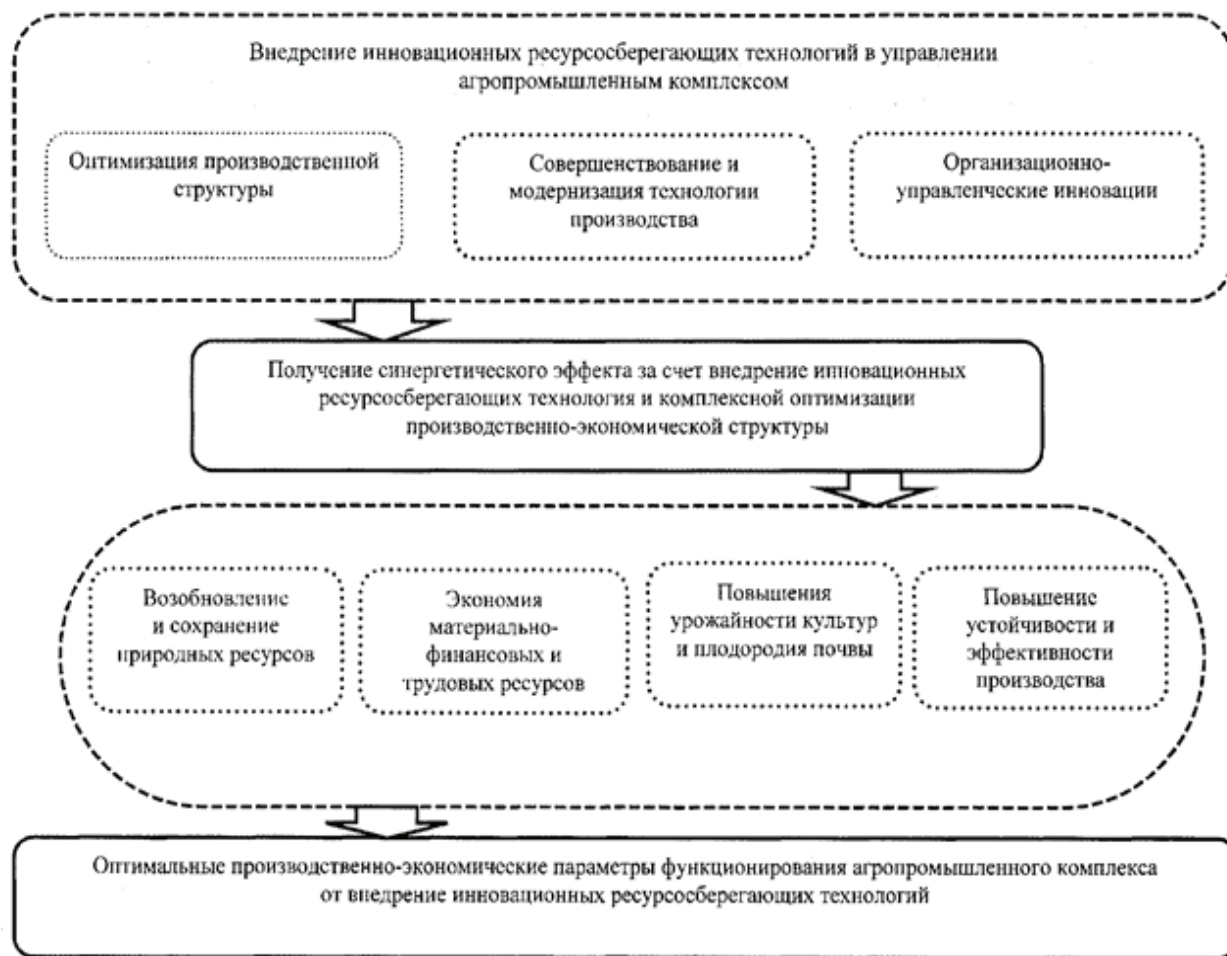 Внедрение инновационных ресурсосберегающих технологий в управлении
агропромышленным комплексом
Оптимизация производственной
структуры
Совершенствование и
модернизация технологии
производства
Организационно-
управленческие инновации
Получение синергетического эффекта за счет внедрение инновационных
ресурсосберегающих технология и комплексной оптимизации
производственно-экономической структуры
Возобновление
и сохранение
природных ресурсов
Экономия
материально-
финансовых и
трудовых ресурсов
Повышения
урожайности культур
и плодородия почвы
Повышение
устойчивости и
эффективности
производства
Оптимальные производственно-экономические параметры функционирования агропромышленного комплекса
от внедрение инновационных ресурсосберегающих технологий